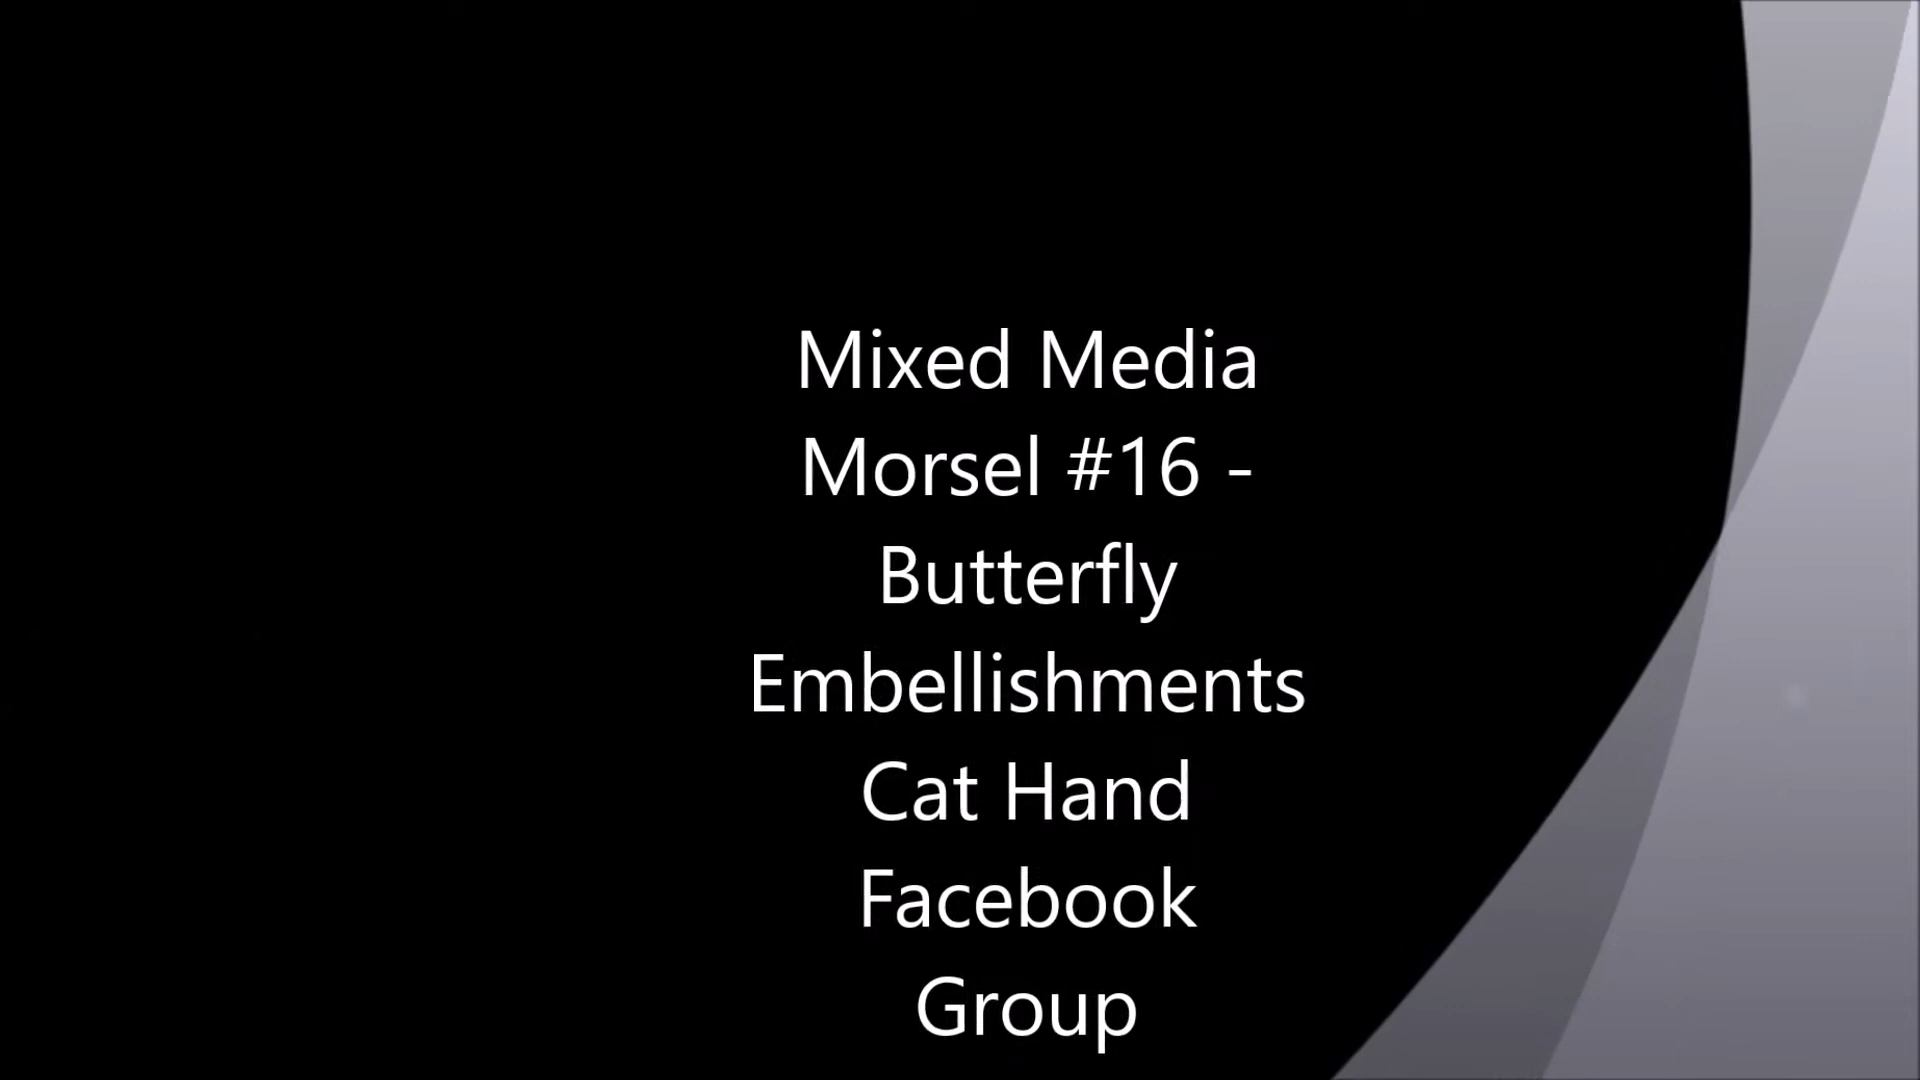 Mixed Media
Morsel #16 -
Butterfly
Embellishments
Cat Hand
Facebook
Group